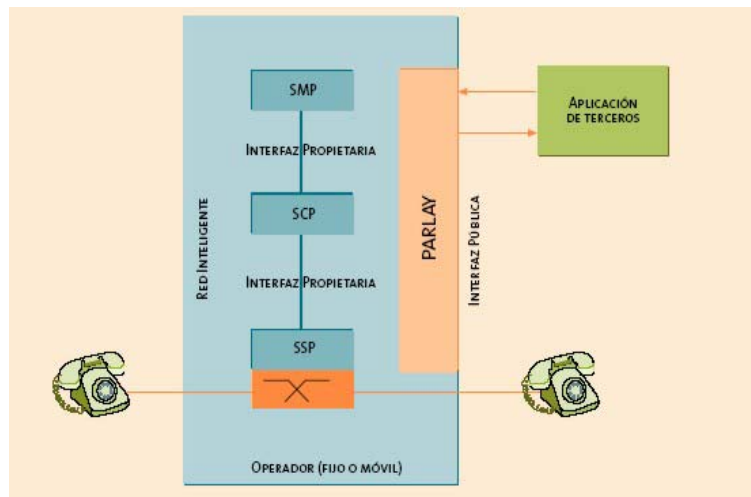 SMP
APLICACIÓN
DE TERCEROS
INTERFAZ PROPIETARIA
SCP
RED INTELIGENTE
PARLAY
INTERFAZ PÚBLICA
INTERFAZ PROPIETARIA
SSP
OPERADOR (FIJO O MÓVIL)